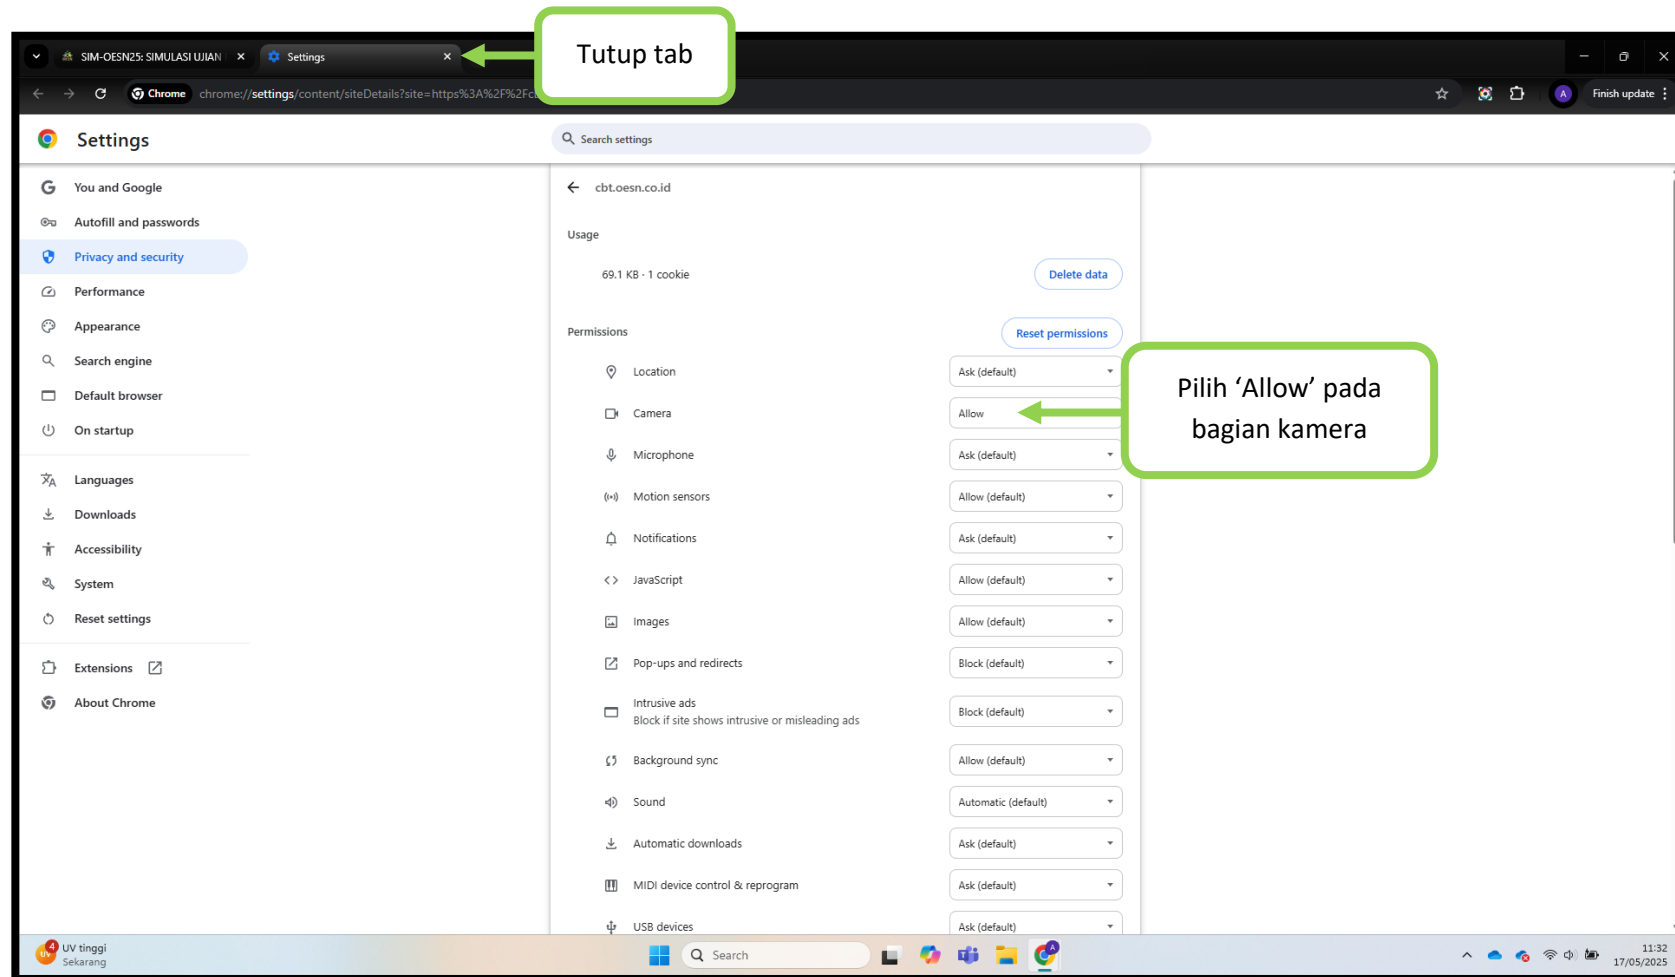 Tutup tab
SIM-OESN25: SIMULASI UJIAN
Settings
Chrome
chrome://settings/content/siteDetails?site=https%3A%2F%2Fc
A
Finish update
Settings
Search settings
You and Google
Autofill and passwords
Privacy and security
Performance
Appearance
Search engine
Default browser
On startup
Languages
Downloads
Accessibility
System
Reset settings
Extensions
About Chrome
cbt.oesn.co.id
Usage
69.1 KB · 1 cookie
Delete data
Permissions
Reset permissions
Location
Ask (default)
Camera
Allow
Pilih ‘Allow’ pada
bagian kamera
Microphone
Ask (default)
Motion sensors
Allow (default)
Notifications
Ask (default)
JavaScript
Allow (default)
Images
Allow (default)
Pop-ups and redirects
Block (default)
Intrusive ads
Block if site shows intrusive or misleading ads
Block (default)
Background sync
Allow (default)
Sound
Automatic (default)
Automatic downloads
Ask (default)
MIDI device control & reprogram
Ask (default)
USB devices
Ask (default)
4
UV
UV tinggi
Sekarang
Search
A
11:32
17/05/2025